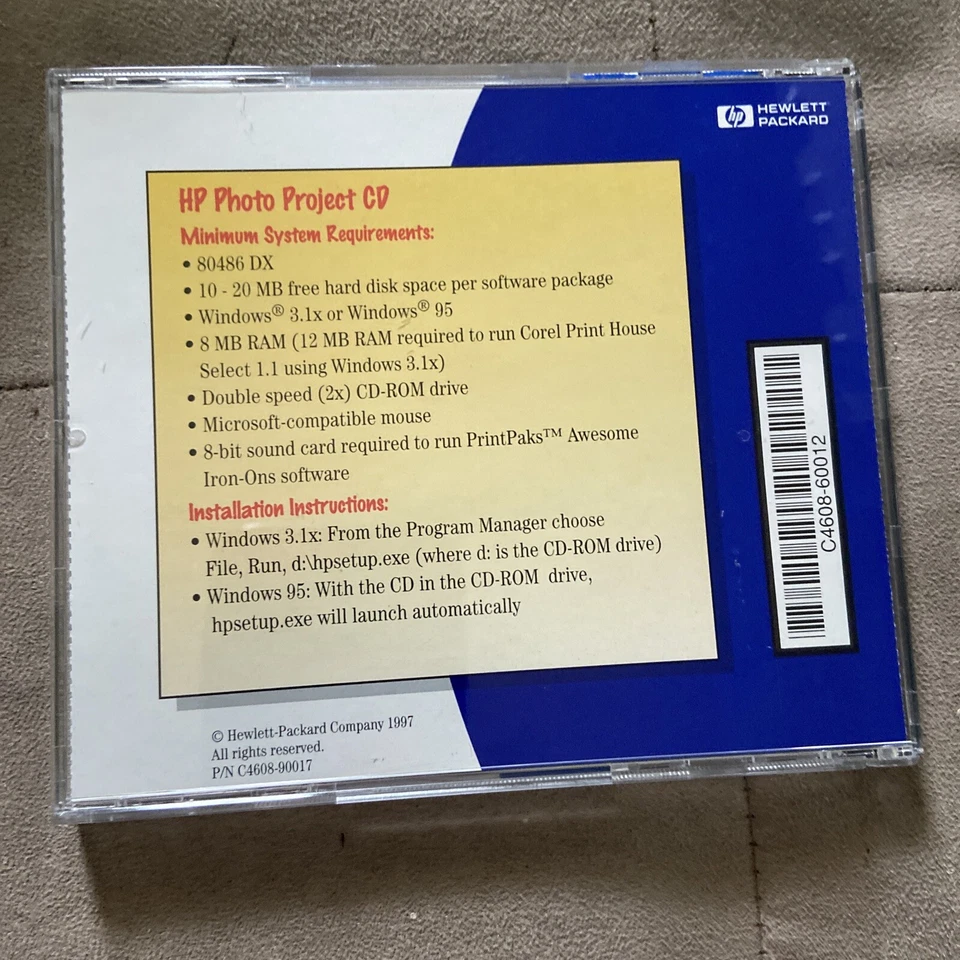 hp HEWLETT
PACKARD
HP Photo Project CD
Minimum System Requirements:
• 80486 DX
• 10 - 20 MB free hard disk space per software package
• Windows® 3.1x or Windows® 95
• 8 MB RAM (12 MB RAM required to run Corel Print House
Select 1.1 using Windows 3.1x)
• Double speed (2x) CD-ROM drive
• Microsoft-compatible mouse
• 8-bit sound card required to run PrintPaks™ Awesome
Iron-Ons software
Installation Instructions:
• Windows 3.1x: From the Program Manager choose
File, Run, d:\hpsetup.exe (where d: is the CD-ROM drive)
• Windows 95: With the CD in the CD-ROM drive,
hpsetup.exe will launch automatically
C4608-60012
© Hewlett-Packard Company 1997
All rights reserved.
P/N C4608-90017